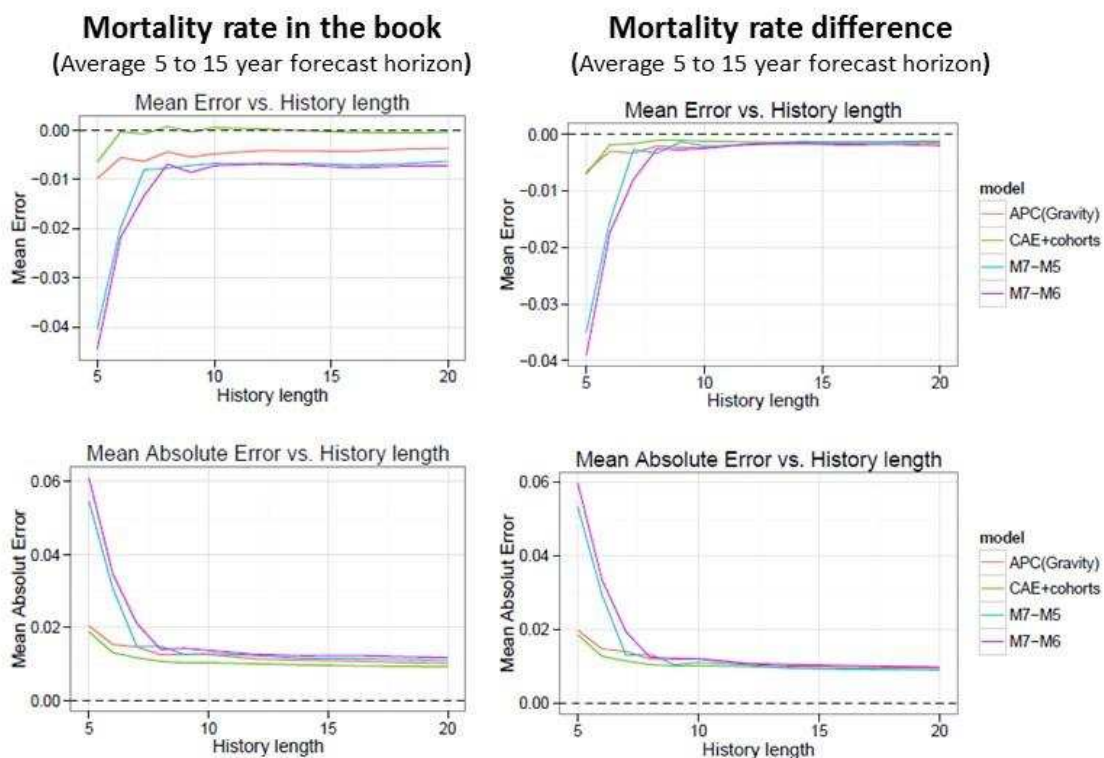 Mortality rate in the book
(Average 5 to 15 year forecast horizon)
Mean Error vs. History length
Mean Error
0.00
−0.01
−0.02
−0.03
−0.04
5 10 15 20
History length
Mortality rate difference
(Average 5 to 15 year forecast horizon)
Mean Error vs. History length
Mean Error
0.00
−0.01
−0.02
−0.03
−0.04
5 10 15 20
History length
model
APC(Gravity)
CAE+cohorts
M7−M5
M7−M6
Mean Absolute Error vs. History length
Mean Absolut Error
0.06
0.04
0.02
0.00
5 10 15 20
History length
Mean Absolute Error vs. History length
Mean Absolut Error
0.06
0.04
0.02
0.00
5 10 15 20
History length
model
APC(Gravity)
CAE+cohorts
M7−M5
M7−M6